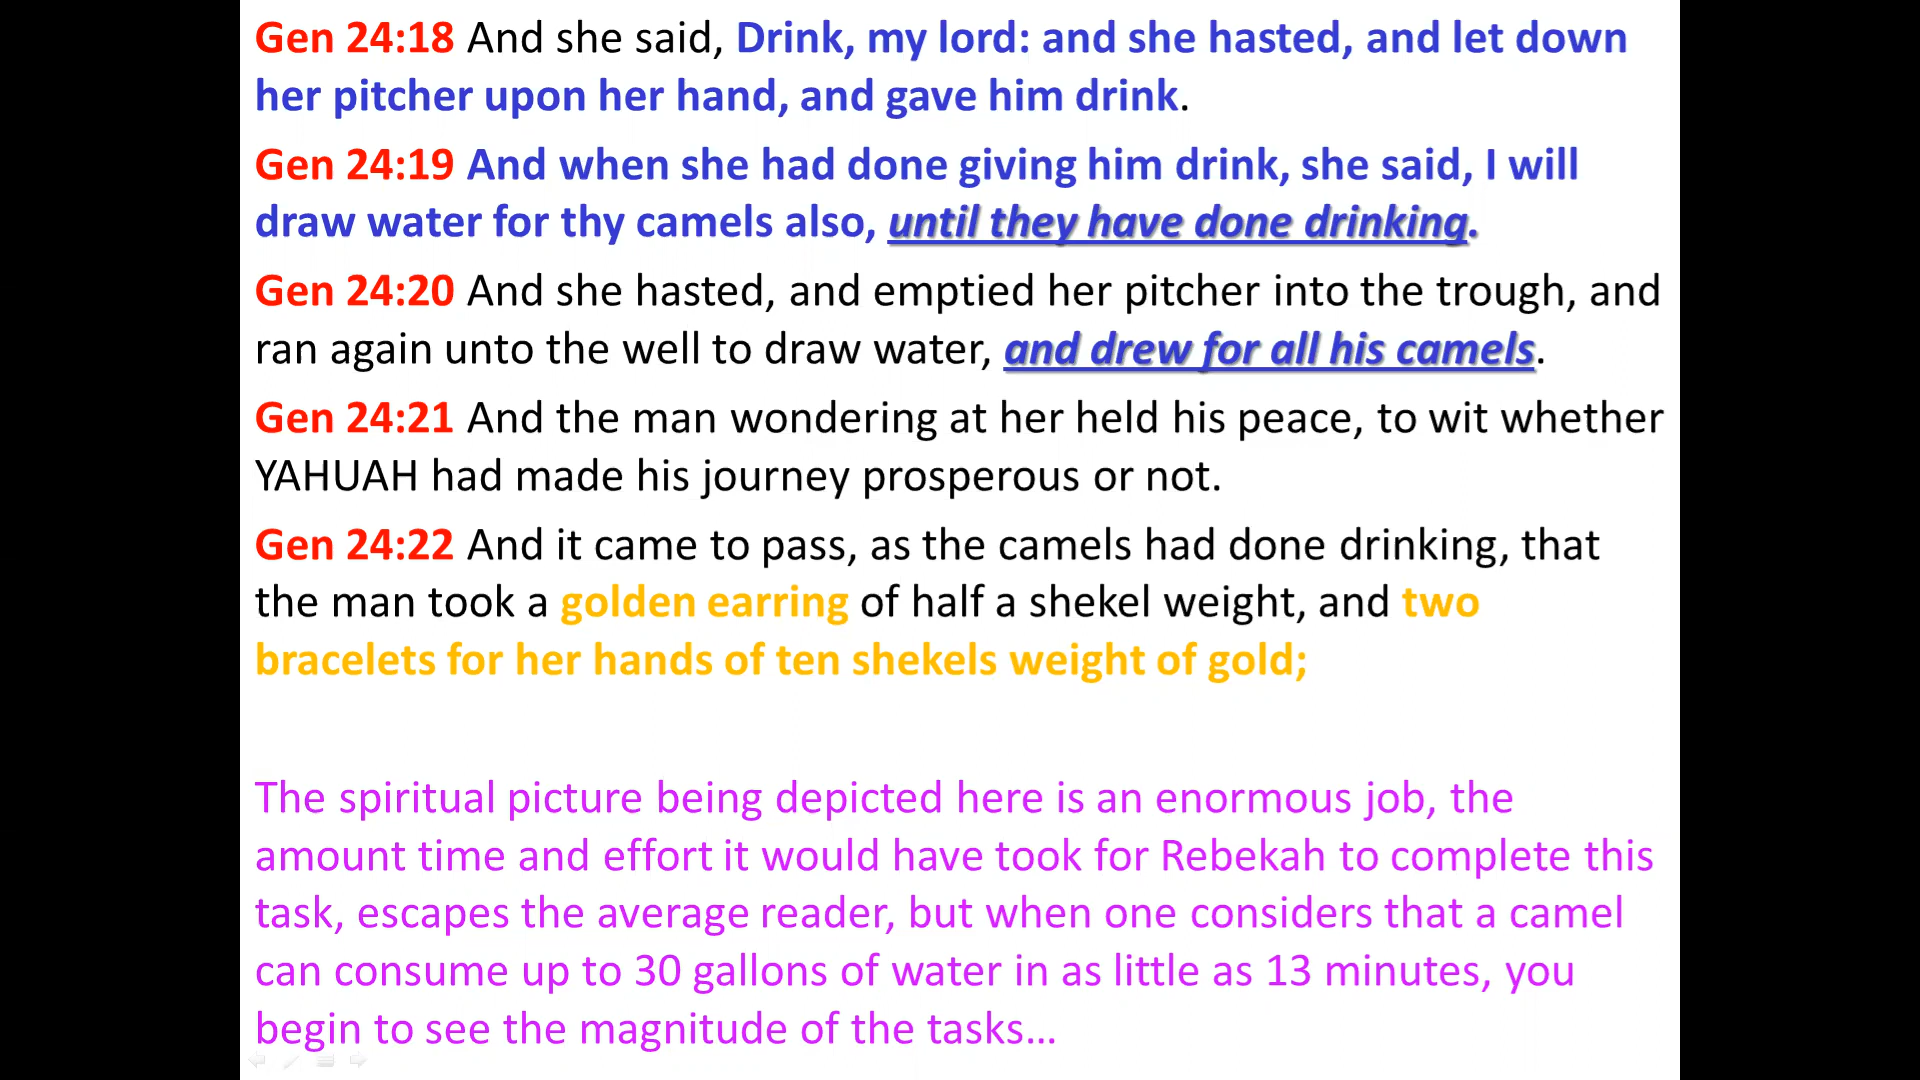 Gen 24:18 And she said, Drink, my lord: and she hasted, and let down
her pitcher upon her hand, and gave him drink.
Gen 24:19 And when she had done giving him drink, she said, I will
draw water for thy camels also, until they have done drinking.
Gen 24:20 And she hasted, and emptied her pitcher into the trough, and
ran again unto the well to draw water, and drew for all his camels.
Gen 24:21 And the man wondering at her held his peace, to wit whether
YAHUAH had made his journey prosperous or not.
Gen 24:22 And it came to pass, as the camels had done drinking, that
the man took a golden earring of half a shekel weight, and two
bracelets for her hands of ten shekels weight of gold;
The spiritual picture being depicted here is an enormous job, the
amount time and effort it would have took for Rebekah to complete this
task, escapes the average reader, but when one considers that a camel
can consume up to 30 gallons of water in as little as 13 minutes, you
begin to see the magnitude of the tasks…